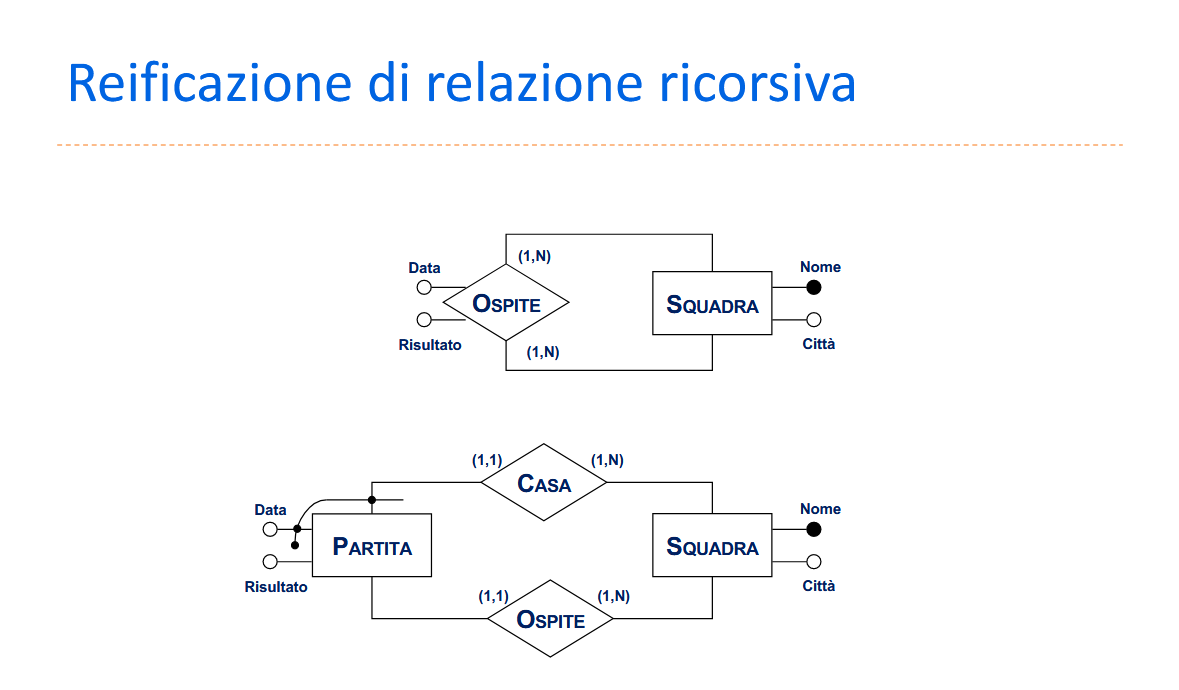 Reificazione di relazione ricorsiva
(1,N)
Data
Nome
OSPITE
SQUADRA
Risultato
Città
(1,N)
(1,1)
(1,N)
CASA
Data
Nome
PARTITA
SQUADRA
Risultato
Città
(1,1)
(1,N)
OSPITE